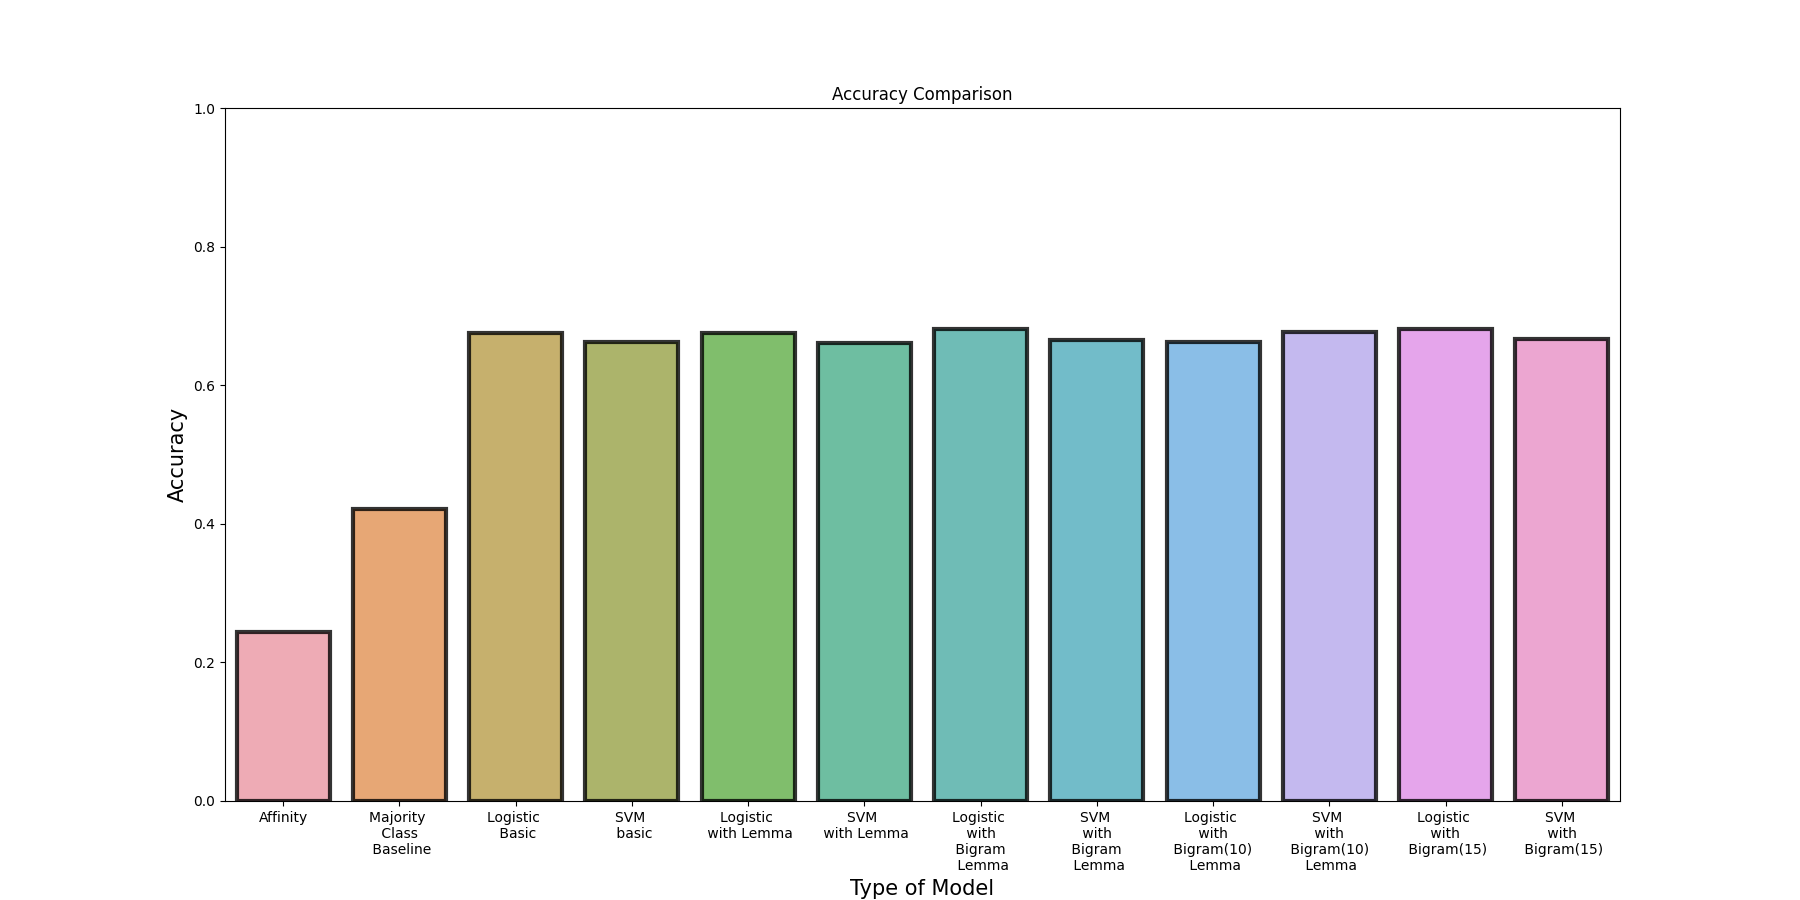 Accuracy Comparison
1.0
0.8
0.6
0.4
0.2
0.0
Accuracy
Affinity
Majority
Class
Baseline
Logistic
Basic
SVM
basic
Logistic
with Lemma
SVM
with Lemma
Logistic
with
Bigram
Lemma
SVM
with
Bigram
Lemma
Logistic
with
Bigram(10)
Lemma
SVM
with
Bigram(10)
Lemma
Logistic
with
Bigram(15)
SVM
with
Bigram(15)
Type of Model